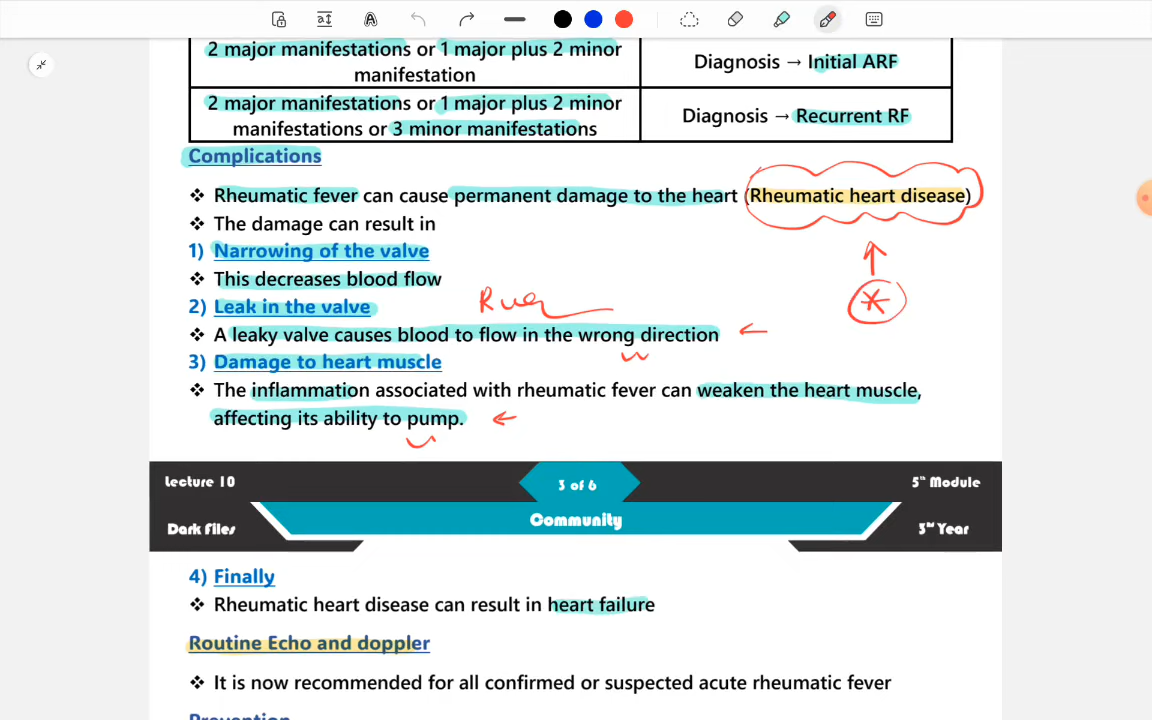 2 major manifestations or 1 major plus 2 minor
manifestation
Diagnosis → Initial ARF
2 major manifestations or 1 major plus 2 minor
manifestations or 3 minor manifestations
Diagnosis → Recurrent RF
Complications
❖ Rheumatic fever can cause permanent damage to the heart (Rheumatic heart disease)
❖ The damage can result in
1) Narrowing of the valve
❖ This decreases blood flow
2) Leak in the valve
❖ A leaky valve causes blood to flow in the wrong direction
3) Damage to heart muscle
❖ The inflammation associated with rheumatic fever can weaken the heart muscle,
affecting its ability to pump.
Lecture 10
3 of 6
5th Module
Dark Files
Community
3rd Year
4) Finally
❖ Rheumatic heart disease can result in heart failure
Routine Echo and doppler
❖ It is now recommended for all confirmed or suspected acute rheumatic fever
Prevention